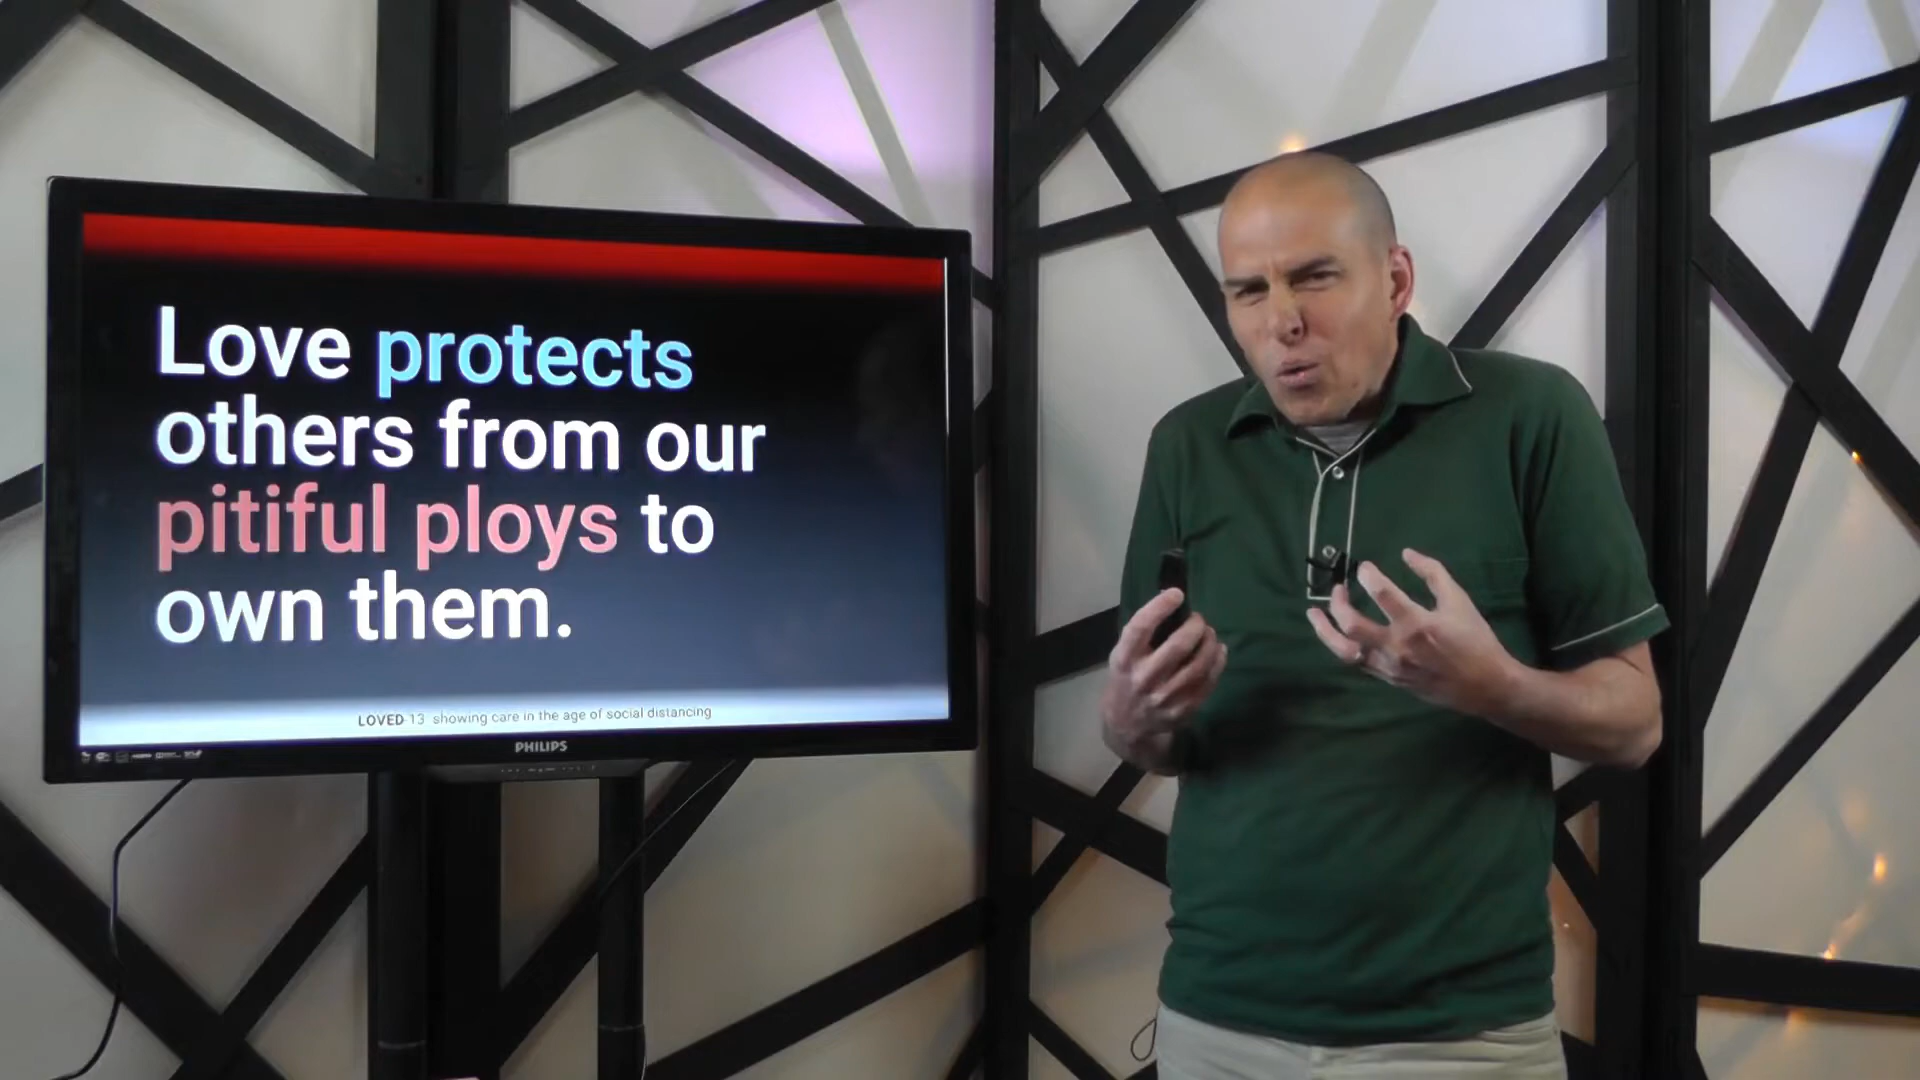 Love protects
others from our
pitiful ploys to
own them.
LOVED-13 showing care in the age of social distancing
PHILIPS